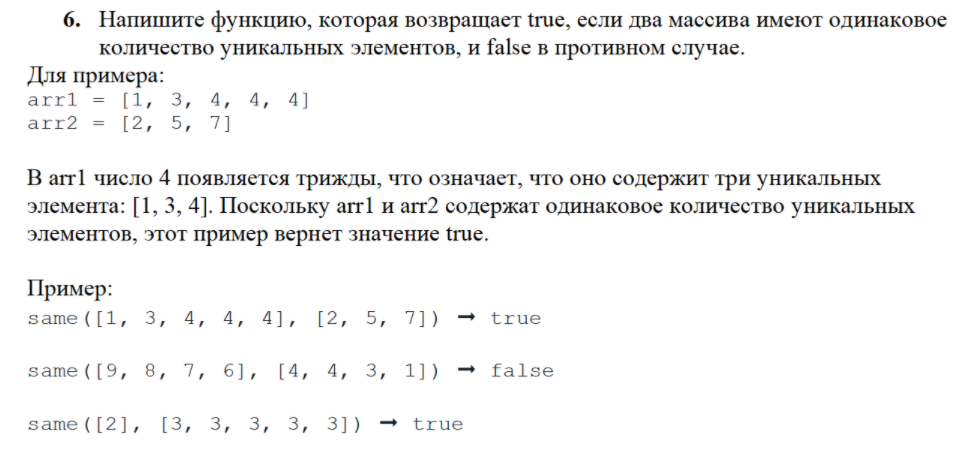 6. Напишите функцию, которая возвращает true, если два массива имеют одинаковое
количество уникальных элементов, и false в противном случае.
Для примера:
arr1 = [1, 3, 4, 4, 4]
arr2 = [2, 5, 7]
В arr1 число 4 появляется трижды, что означает, что оно содержит три уникальных
элемента: [1, 3, 4]. Поскольку arr1 и arr2 содержат одинаковое количество уникальных
элементов, этот пример вернет значение true.
Пример:
same([1, 3, 4, 4, 4], [2, 5, 7]) ➞ true
same([9, 8, 7, 6], [4, 4, 3, 1]) ➞ false
same([2], [3, 3, 3, 3, 3]) ➞ true